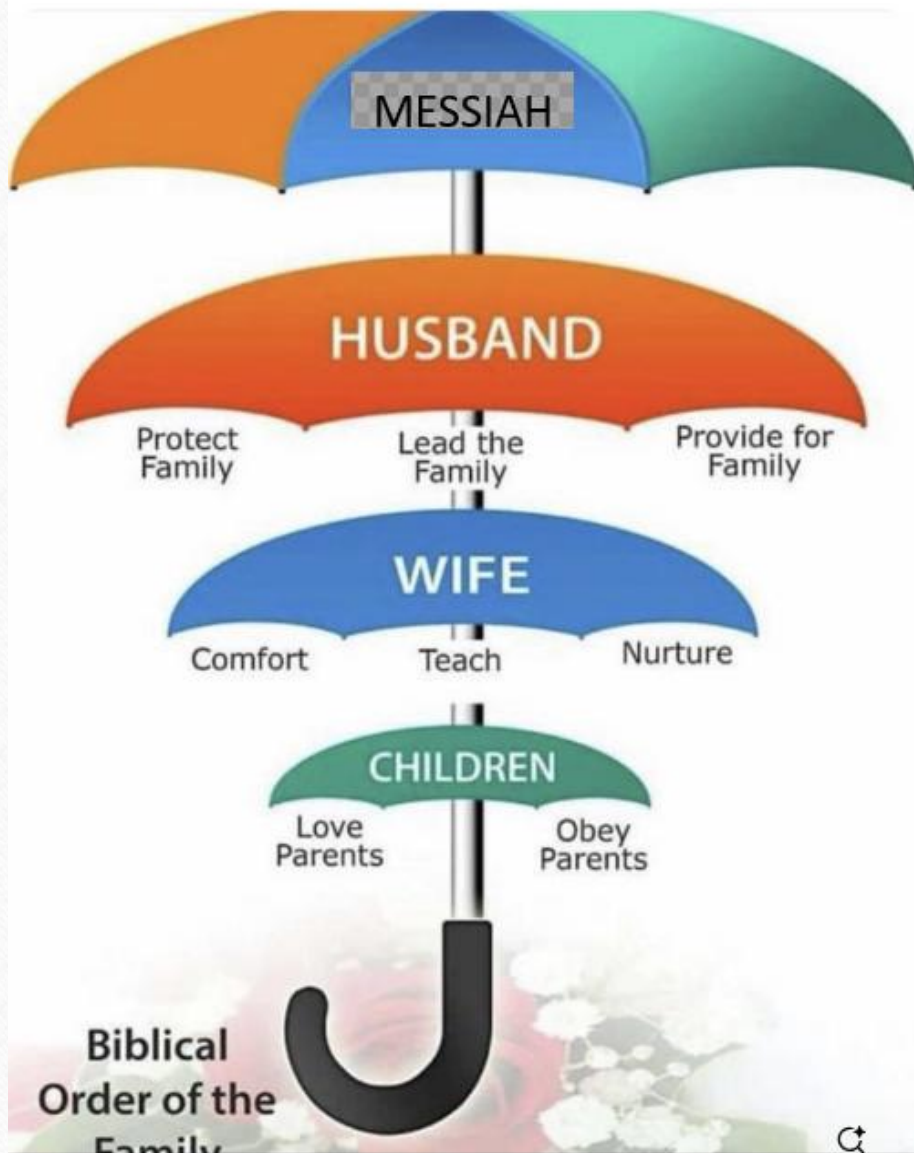 MESSIAH
HUSBAND
Protect
Family
Lead the
Family
Provide for
Family
WIFE
Comfort
Teach
Nurture
CHILDREN
Love
Parents
Obey
Parents
Biblical
Order of the
Family